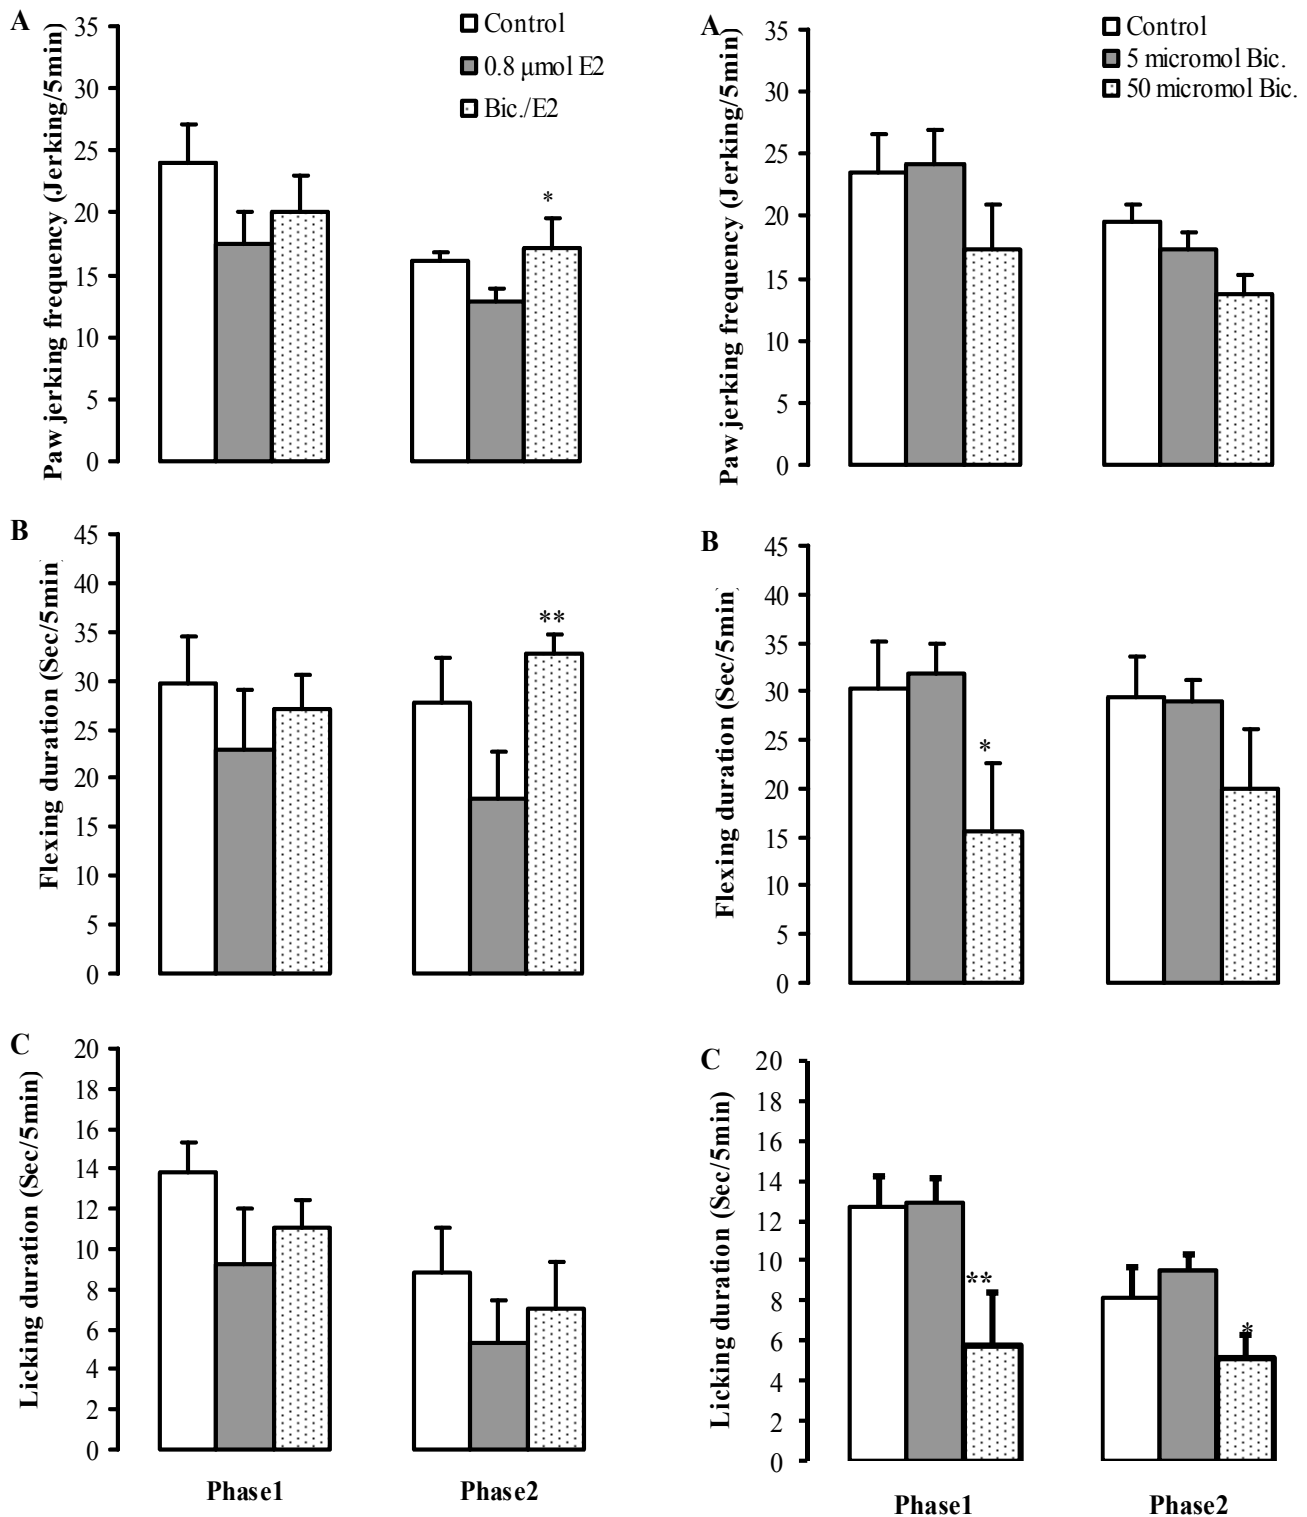 A
Paw jerking frequency (Jerking/5min)
35
30
25
20
15
10
5
0
Control
0.8 µmol E2
Bic./E2
*
B
Flexing duration (Sec/5min)
45
40
35
30
25
20
15
10
5
0
**
C
Licking duration (Sec/5min)
20
18
16
14
12
10
8
6
4
2
0
Phase1
Phase2
A
Paw jerking frequency (Jerking/5min)
35
30
25
20
15
10
5
0
Control
5 micromol Bic.
50 micromol Bic.
B
Flexing duration (Sec/5min)
45
40
35
30
25
20
15
10
5
0
*
C
Licking duration (Sec/5min)
20
18
16
14
12
10
8
6
4
2
0
**
*
Phase1
Phase2